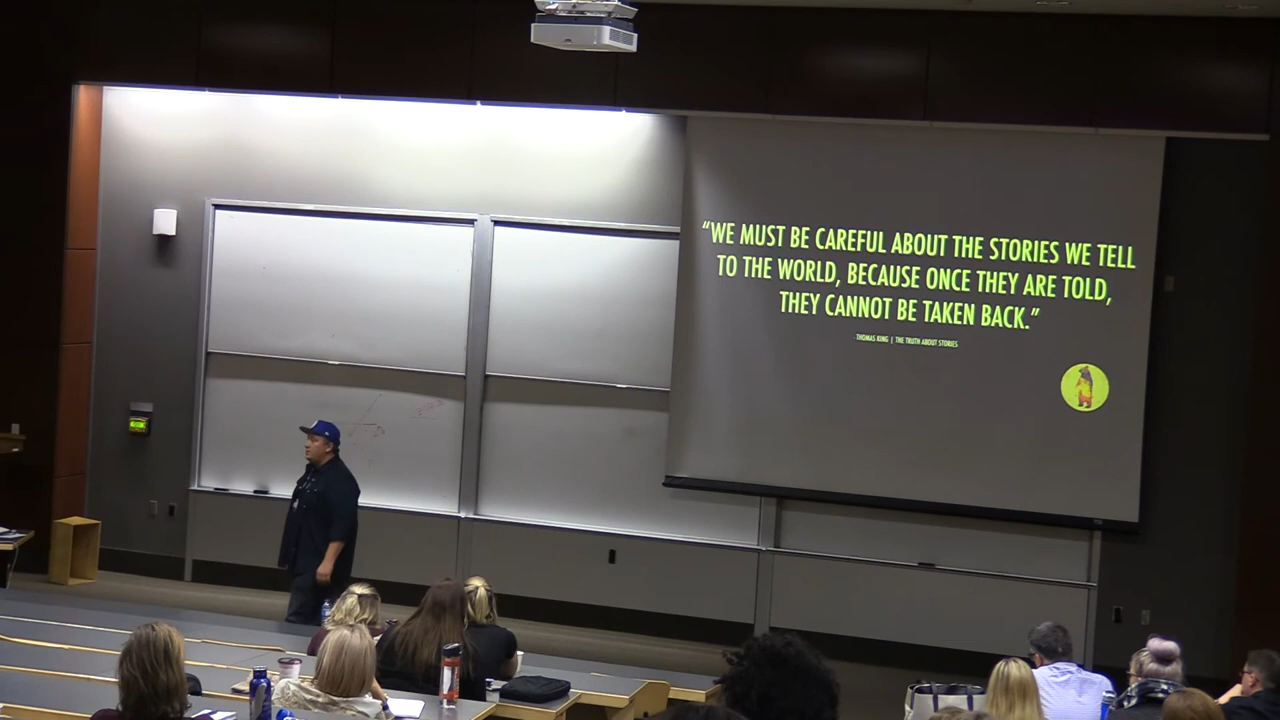 “WE MUST BE CAREFUL ABOUT THE STORIES WE TELL
TO THE WORLD, BECAUSE ONCE THEY ARE TOLD,
THEY CANNOT BE TAKEN BACK.”
THOMAS KING | THE TRUTH ABOUT STORIES